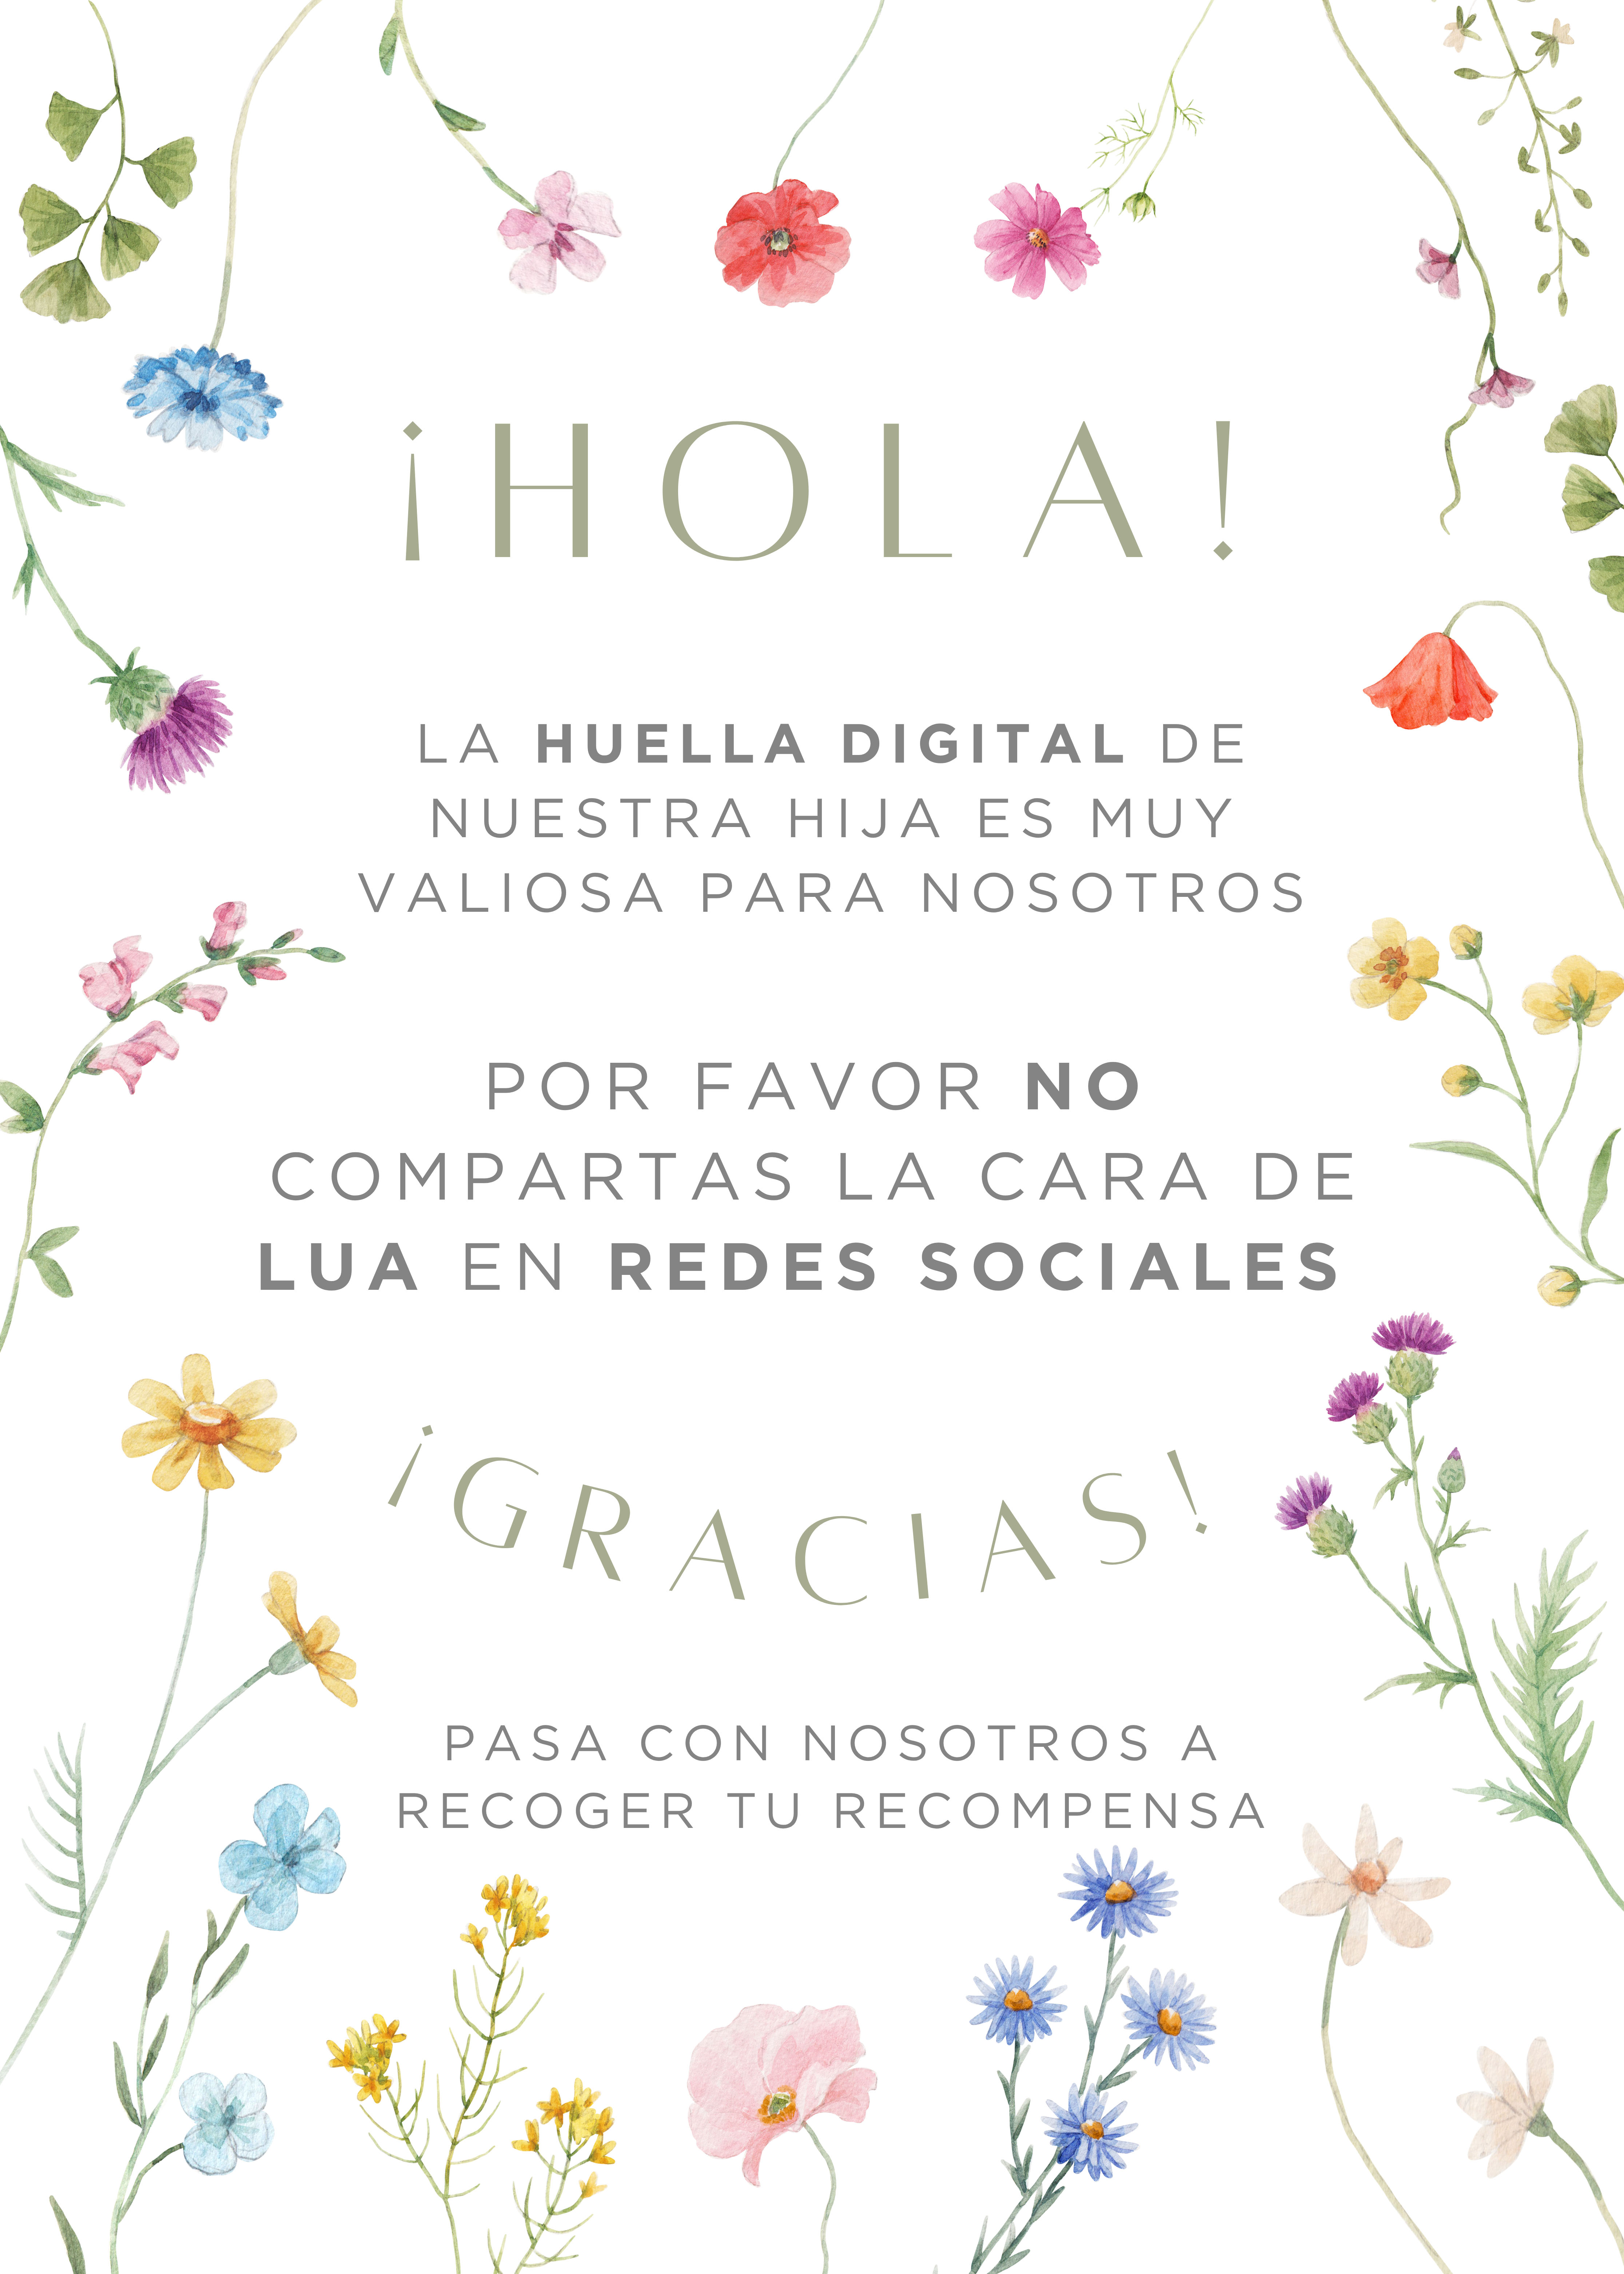 ¡HOLA!
LA HUELLA DIGITAL DE
NUESTRA HIJA ES MUY
VALIOSA PARA NOSOTROS
POR FAVOR NO
COMPARTAS LA CARA DE
LUA EN REDES SOCIALES
¡GRACIAS!
PASA CON NOSOTROS A
RECOGER TU RECOMPENSA